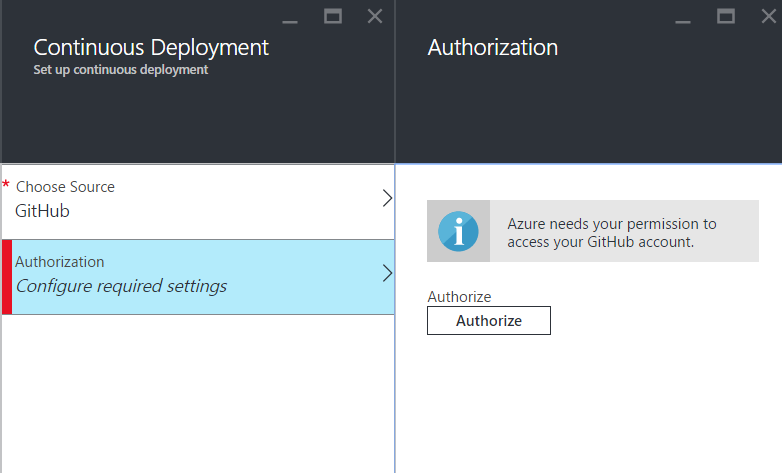 Continuous Deployment
Set up continuous deployment
* Choose Source
GitHub
Authorization
Configure required settings
Authorization
Azure needs your permission to
access your GitHub account.
Authorize
Authorize